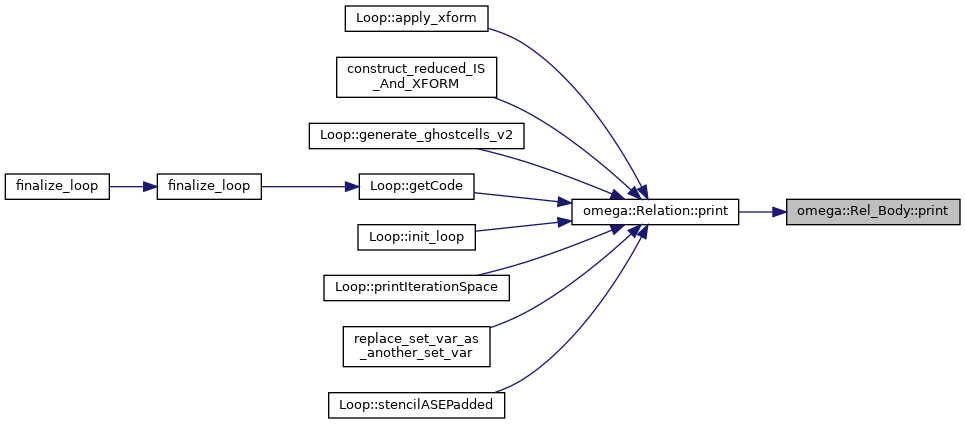 Loop::apply_xform
construct_reduced_IS
_And_XFORM
Loop::generate_ghostcells_v2
finalize_loop
finalize_loop
Loop::getCode
omega::Relation::print
omega::Rel_Body::print
Loop::init_loop
Loop::printIterationSpace
replace_set_var_as
_another_set_var
Loop::stencilASEPadded